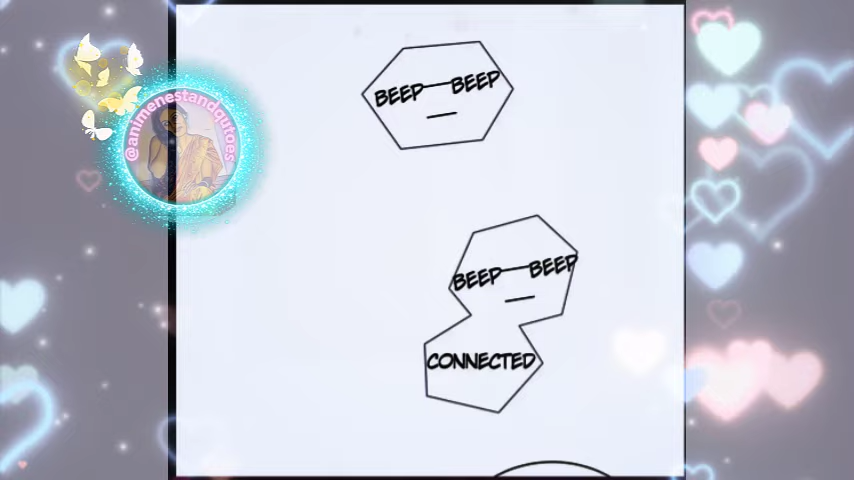 @animenestandqutoes
BEEP—BEEP
—
BEEP—BEEP
—
CONNECTED